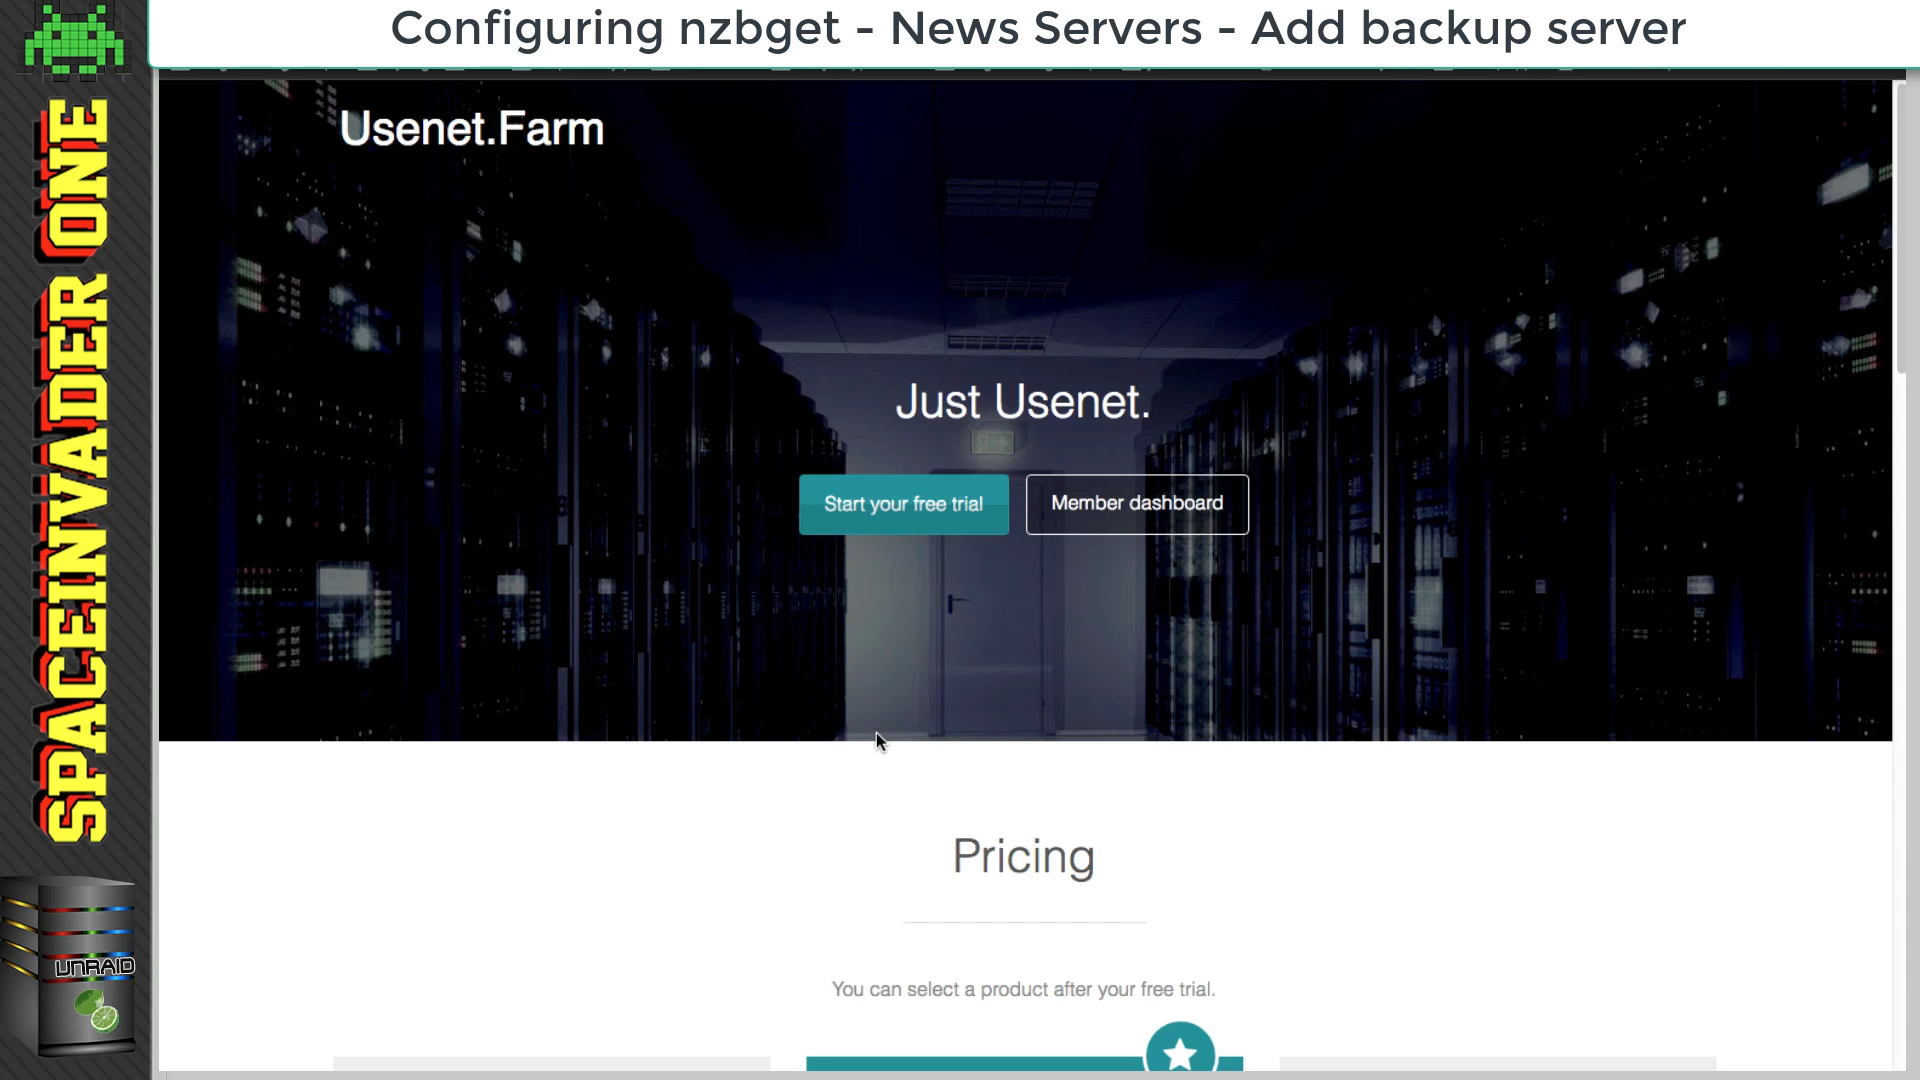 Configuring nzbget - News Servers - Add backup server
SPACEINVADER ONE
Usenet.Farm
Just Usenet.
Start your free trial
Member dashboard
Pricing
You can select a product after your free trial.
UNRAID